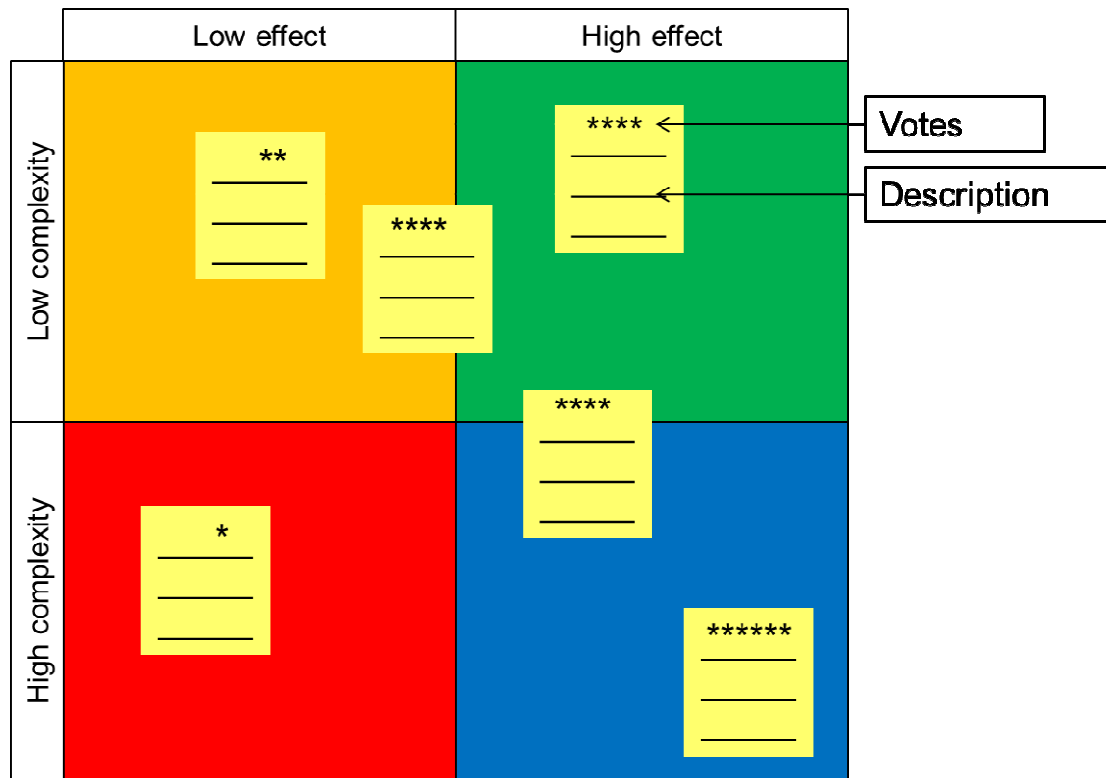 Low effect
High effect
Low complexity
High complexity
**
****
****
Votes
Description
****
*
******